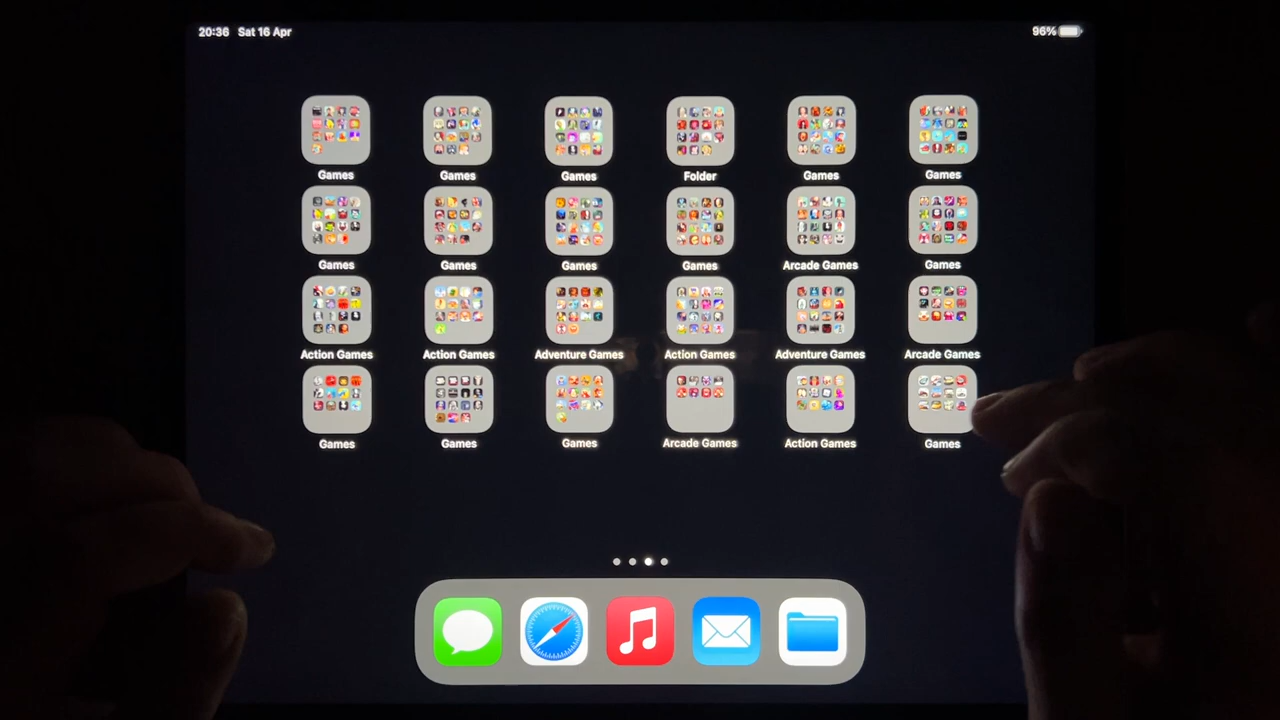 20:36 Sat 16 Apr 96%
Games Games Games Folder Games Games
Games Games Games Games Arcade Games Games
Action Games Action Games Adventure Games Action Games Adventure Games Arcade Games
Games Games Games Arcade Games Action Games Games